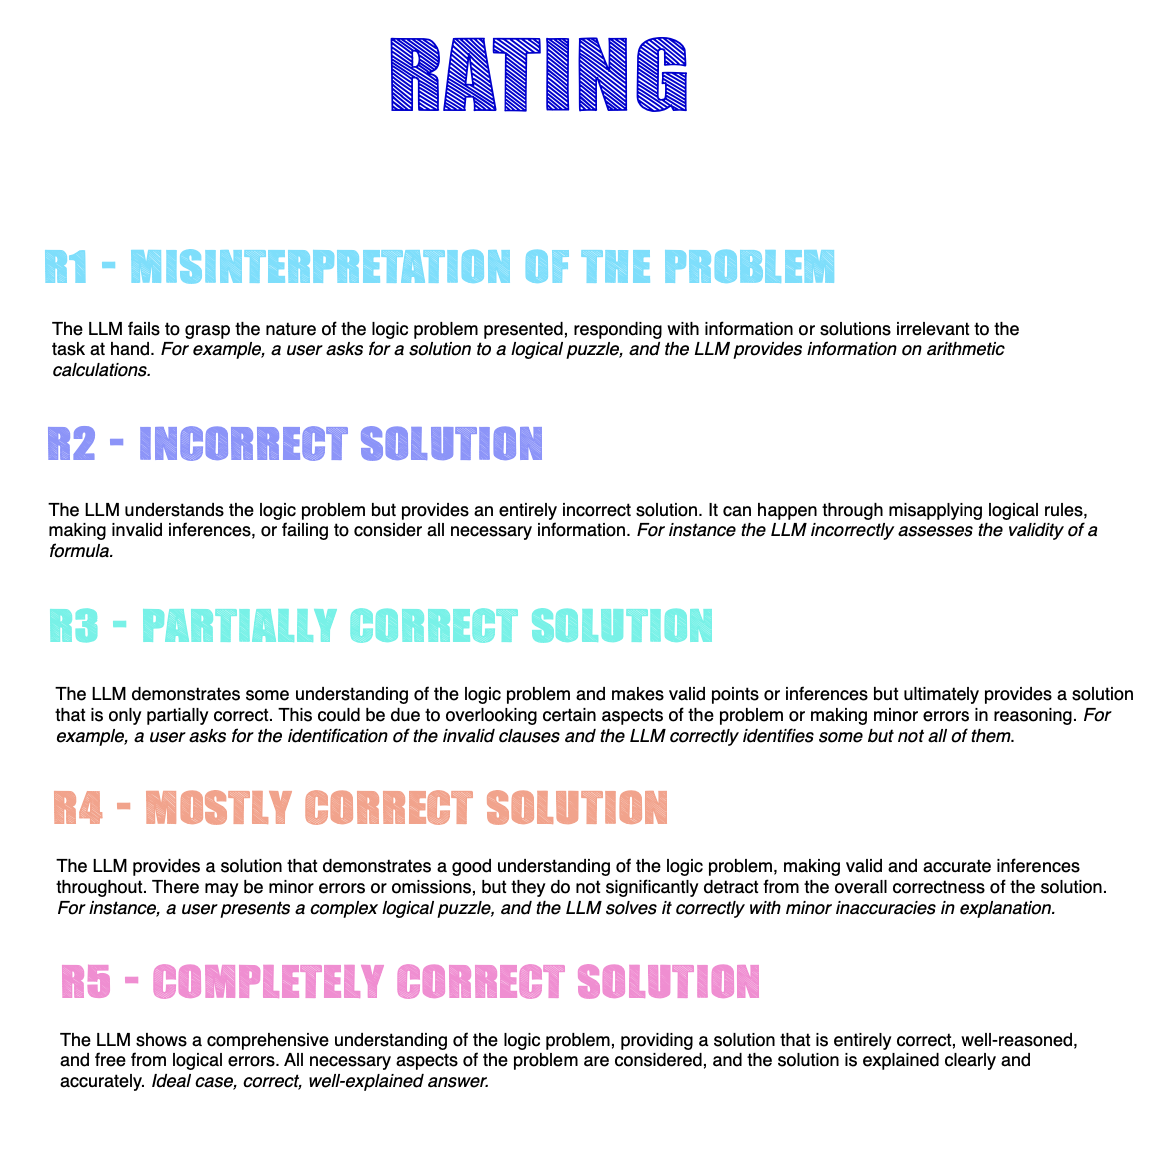 RATING
R1 - MISINTERPRETATION OF THE PROBLEM
The LLM fails to grasp the nature of the logic problem presented, responding with information or solutions irrelevant to the
task at hand. For example, a user asks for a solution to a logical puzzle, and the LLM provides information on arithmetic
calculations.
R2 - INCORRECT SOLUTION
The LLM understands the logic problem but provides an entirely incorrect solution. It can happen through misapplying logical rules,
making invalid inferences, or failing to consider all necessary information. For instance the LLM incorrectly assesses the validity of a
formula.
R3 - PARTIALLY CORRECT SOLUTION
The LLM demonstrates some understanding of the logic problem and makes valid points or inferences but ultimately provides a solution
that is only partially correct. This could be due to overlooking certain aspects of the problem or making minor errors in reasoning. For
example, a user asks for the identification of the invalid clauses and the LLM correctly identifies some but not all of them.
R4 - MOSTLY CORRECT SOLUTION
The LLM provides a solution that demonstrates a good understanding of the logic problem, making valid and accurate inferences
throughout. There may be minor errors or omissions, but they do not significantly detract from the overall correctness of the solution.
For instance, a user presents a complex logical puzzle, and the LLM solves it correctly with minor inaccuracies in explanation.
R5 - COMPLETELY CORRECT SOLUTION
The LLM shows a comprehensive understanding of the logic problem, providing a solution that is entirely correct, well-reasoned,
and free from logical errors. All necessary aspects of the problem are considered, and the solution is explained clearly and
accurately. Ideal case, correct, well-explained answer.